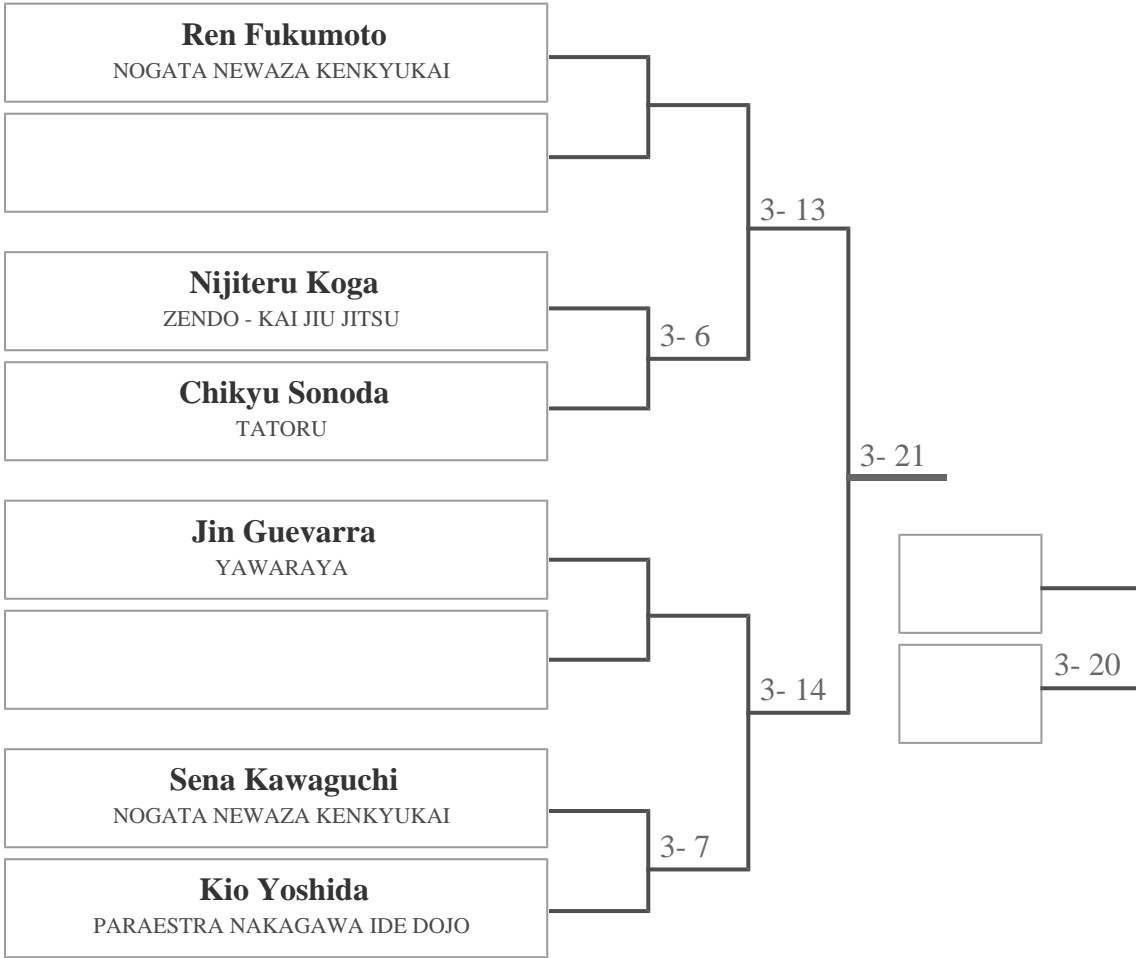 Ren Fukumoto
NOGATA NEWAZA KENKYUKAI
3- 13
Nijiteru Koga
ZENDO - KAI JIU JITSU
3- 6
Chikyu Sonoda
TATORU
3- 21
Jin Guevarra
YAWARAYA
3- 20
3- 14
Sena Kawaguchi
NOGATA NEWAZA KENKYUKAI
3- 7
Kio Yoshida
PARAESTRA NAKAGAWA IDE DOJO